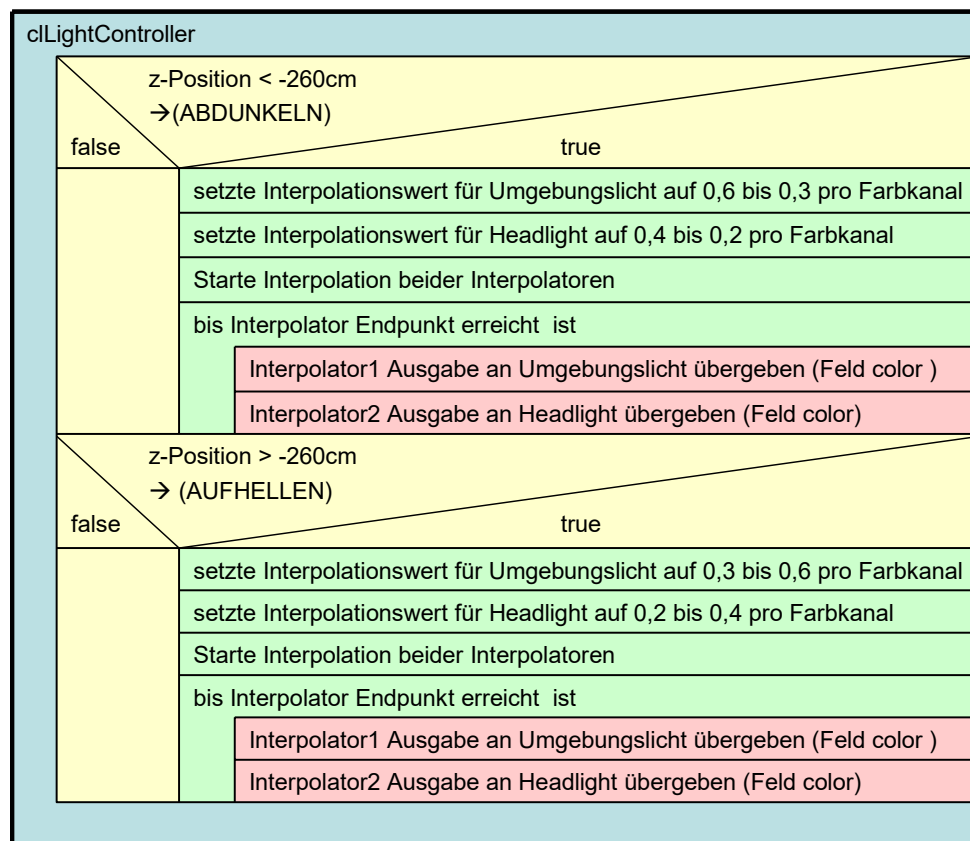 clLightController
z-Position < -260cm
→(ABDUNKELN)
false true
setzte Interpolationswert für Umgebungslicht auf 0,6 bis 0,3 pro Farbkanal
setzte Interpolationswert für Headlight auf 0,4 bis 0,2 pro Farbkanal
Starte Interpolation beider Interpolatoren
bis Interpolator Endpunkt erreicht ist
Interpolator1 Ausgabe an Umgebungslicht übergeben (Feld color )
Interpolator2 Ausgabe an Headlight übergeben (Feld color)
z-Position > -260cm
→ (AUFHELLEN)
false true
setzte Interpolationswert für Umgebungslicht auf 0,3 bis 0,6 pro Farbkanal
setzte Interpolationswert für Headlight auf 0,2 bis 0,4 pro Farbkanal
Starte Interpolation beider Interpolatoren
bis Interpolator Endpunkt erreicht ist
Interpolator1 Ausgabe an Umgebungslicht übergeben (Feld color )
Interpolator2 Ausgabe an Headlight übergeben (Feld color)